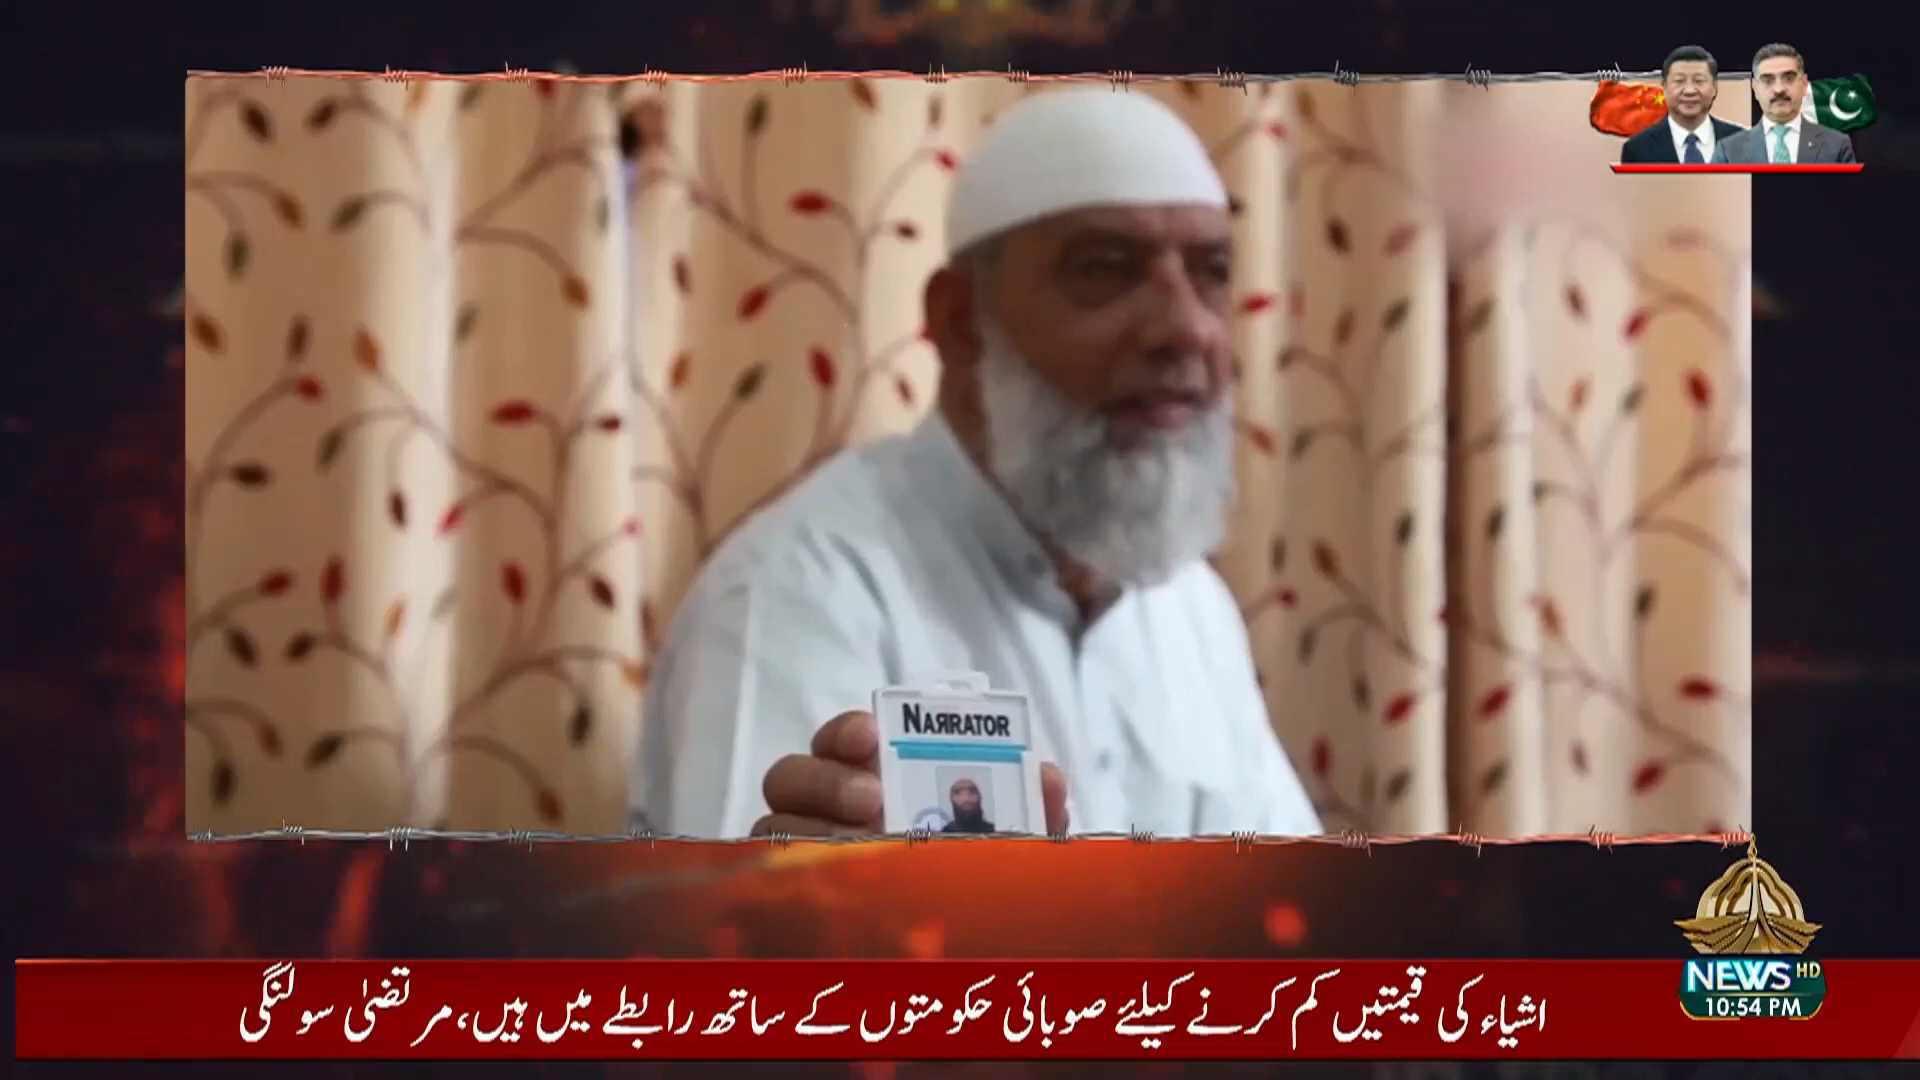 NAЯRATOR
NEWS HD
10:54 PM
اشیاء کی قیمتیں کم کرنے کیلئے صوبائی حکومتوں کے ساتھ رابطے میں ہیں، مرتضیٰ سولنگی